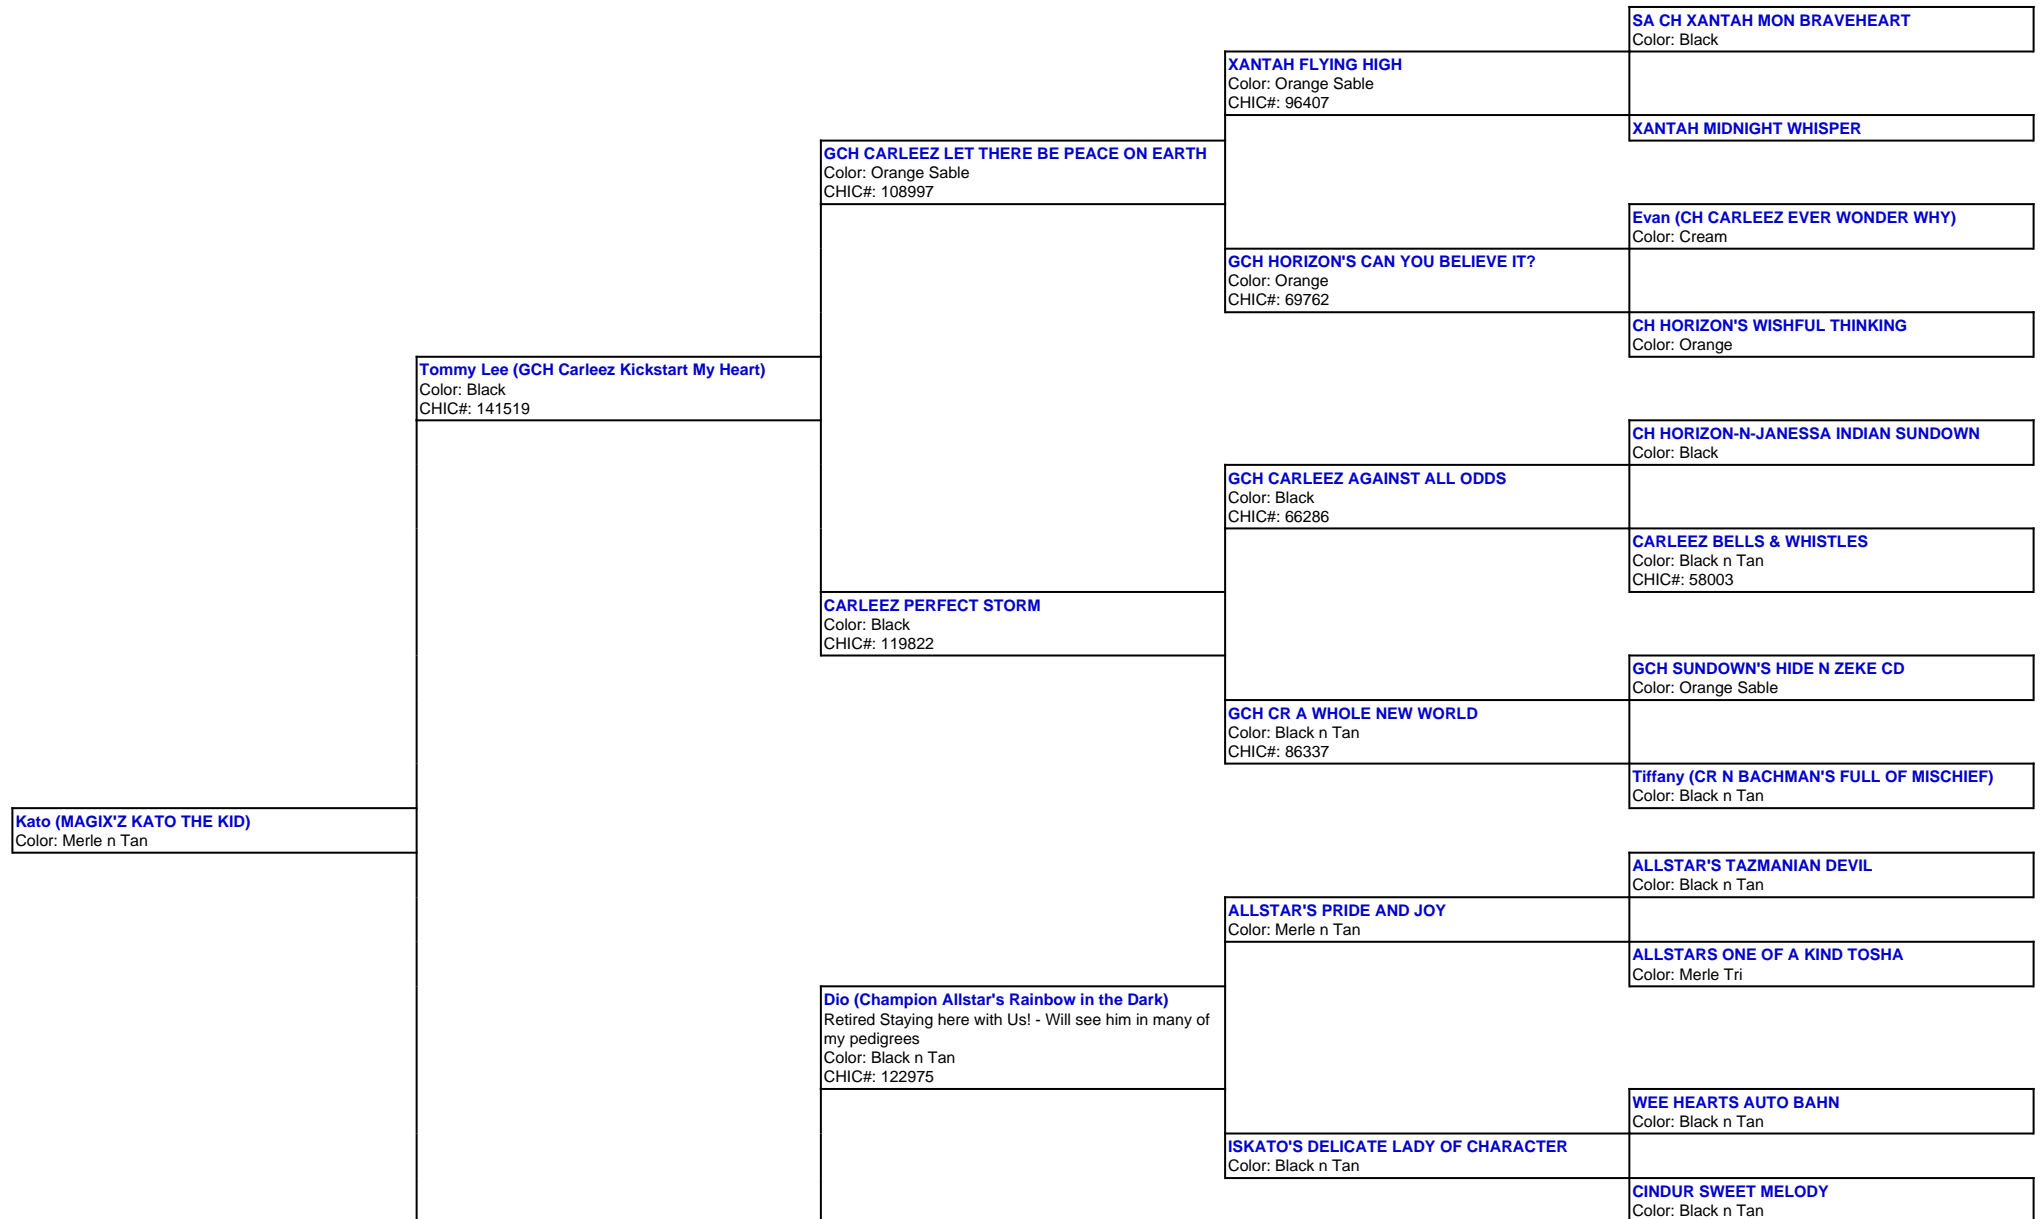 SA CH XANTAH MON BRAVEHEART
Color: Black
XANTAH FLYING HIGH
Color: Orange Sable
CHIC#: 96407
XANTAH MIDNIGHT WHISPER
GCH CARLEEZ LET THERE BE PEACE ON EARTH
Color: Orange Sable
CHIC#: 108997
Evan (CH CARLEEZ EVER WONDER WHY)
Color: Cream
GCH HORIZON'S CAN YOU BELIEVE IT?
Color: Orange
CHIC#: 69762
CH HORIZON'S WISHFUL THINKING
Color: Orange
Tommy Lee (GCH Carleez Kickstart My Heart)
Color: Black
CHIC#: 141519
CH HORIZON-N-JANESSA INDIAN SUNDOWN
Color: Black
GCH CARLEEZ AGAINST ALL ODDS
Color: Black
CHIC#: 66286
CARLEEZ BELLS & WHISTLES
Color: Black n Tan
CHIC#: 58003
CARLEEZ PERFECT STORM
Color: Black
CHIC#: 119822
GCH SUNDOWN'S HIDE N ZEKE CD
Color: Orange Sable
GCH CR A WHOLE NEW WORLD
Color: Black n Tan
CHIC#: 86337
Tiffany (CR N BACHMAN'S FULL OF MISCHIEF)
Color: Black n Tan
Kato (MAGIX'Z KATO THE KID)
Color: Merle n Tan
ALLSTAR'S TAZMANIAN DEVIL
Color: Black n Tan
ALLSTAR'S PRIDE AND JOY
Color: Merle n Tan
ALLSTARS ONE OF A KIND TOSHA
Color: Merle Tri
Dio (Champion Allstar's Rainbow in the Dark)
Retired Staying here with Us! - Will see him in many of
my pedigrees
Color: Black n Tan
CHIC#: 122975
WEE HEARTS AUTO BAHN
Color: Black n Tan
ISKATO'S DELICATE LADY OF CHARACTER
Color: Black n Tan
CINDUR SWEET MELODY
Color: Black n Tan